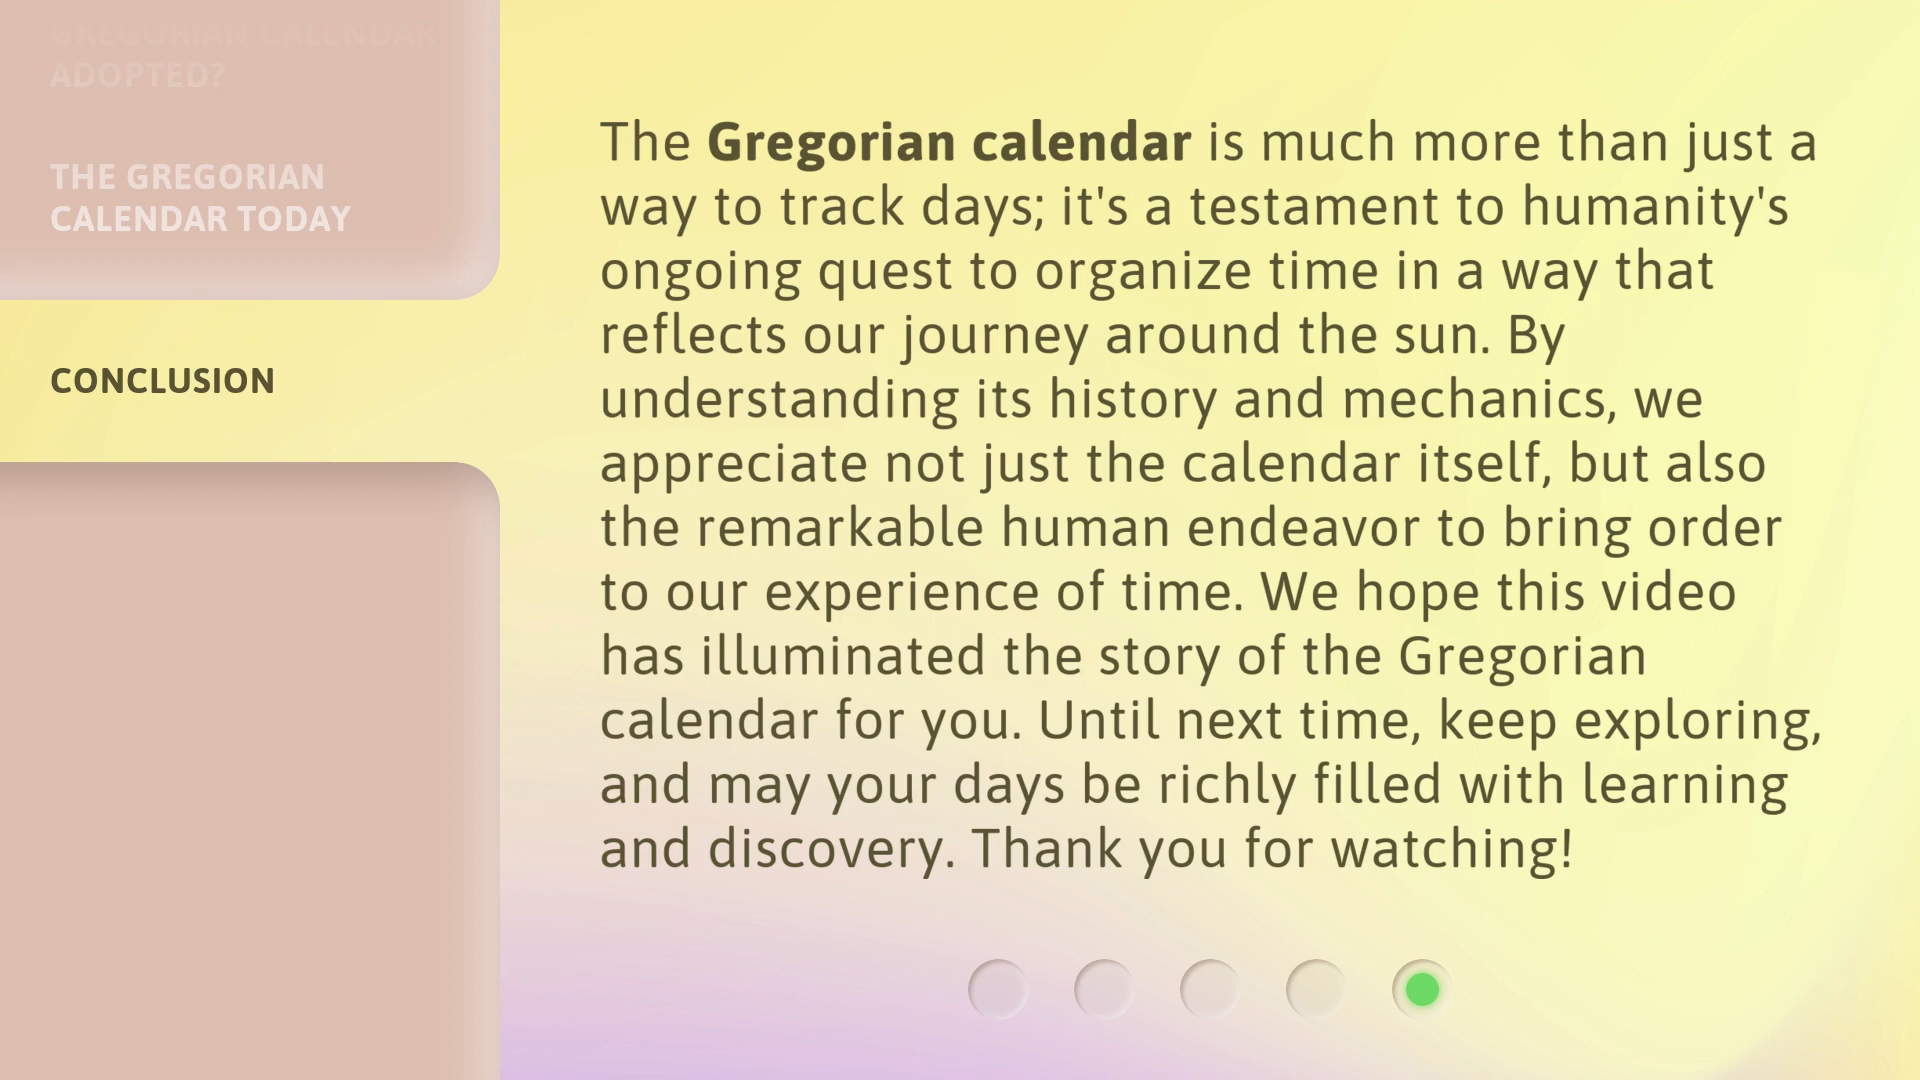 GREGORIAN CALENDAR
ADOPTED?
THE GREGORIAN
CALENDAR TODAY
CONCLUSION
The Gregorian calendar is much more than just a
way to track days; it's a testament to humanity's
ongoing quest to organize time in a way that
reflects our journey around the sun. By
understanding its history and mechanics, we
appreciate not just the calendar itself, but also
the remarkable human endeavor to bring order
to our experience of time. We hope this video
has illuminated the story of the Gregorian
calendar for you. Until next time, keep exploring,
and may your days be richly filled with learning
and discovery. Thank you for watching!